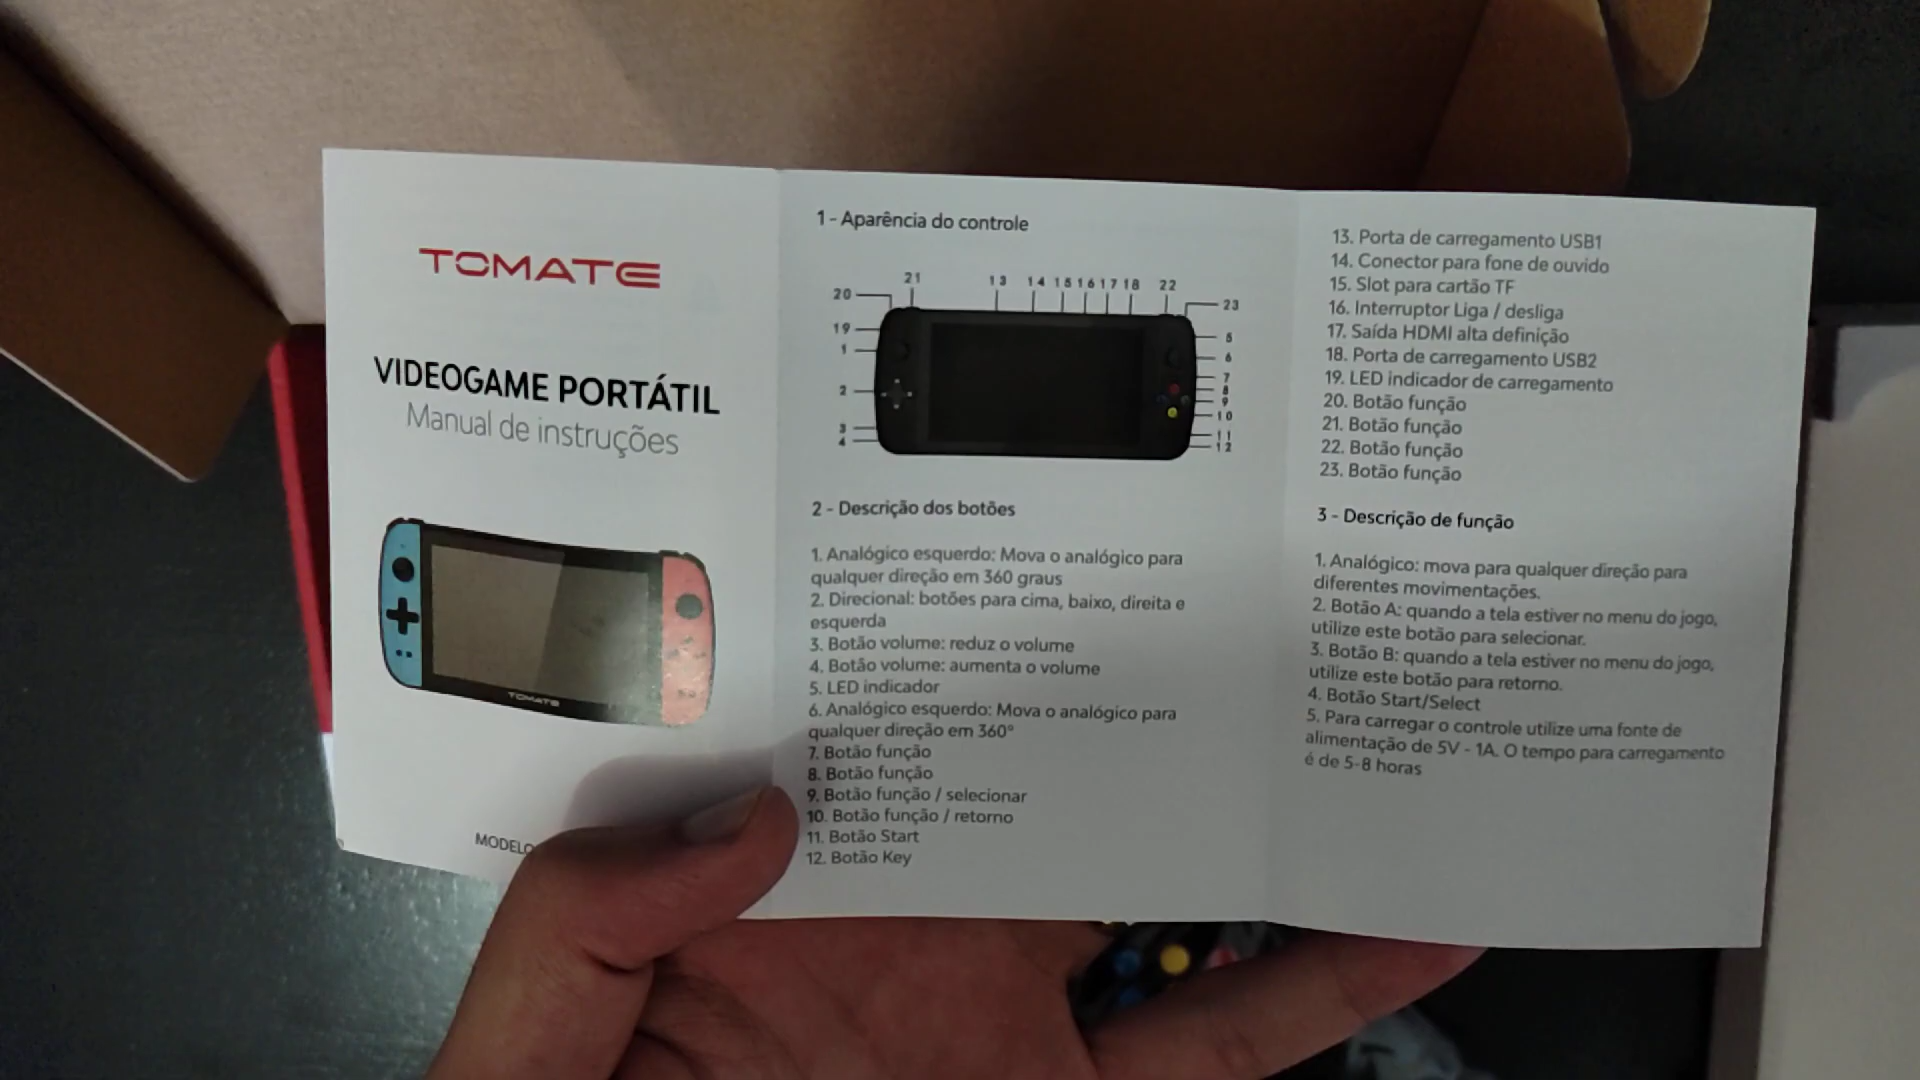 TOMATE
VIDEOGAME PORTÁTIL
Manual de instruções
TOMATE
MODELO
1 - Aparência do controle
21 13 14 15 16 17 18 22
20 23
19 5
1 6
7
2 8
9
10
3 11
4 12
2 - Descrição dos botões
1. Analógico esquerdo: Mova o analógico para
qualquer direção em 360 graus
2. Direcional: botões para cima, baixo, direita e
esquerda
3. Botão volume: reduz o volume
4. Botão volume: aumenta o volume
5. LED indicador
6. Analógico esquerdo: Mova o analógico para
qualquer direção em 360°
7. Botão função
8. Botão função
9. Botão função / selecionar
10. Botão função / retorno
11. Botão Start
12. Botão Key
13. Porta de carregamento USB1
14. Conector para fone de ouvido
15. Slot para cartão TF
16. Interruptor Liga / desliga
17. Saída HDMI alta definição
18. Porta de carregamento USB2
19. LED indicador de carregamento
20. Botão função
21. Botão função
22. Botão função
23. Botão função
3 - Descrição de função
1. Analógico: mova para qualquer direção para
diferentes movimentações.
2. Botão A: quando a tela estiver no menu do jogo,
utilize este botão para selecionar.
3. Botão B: quando a tela estiver no menu do jogo,
utilize este botão para retorno.
4. Botão Start/Select
5. Para carregar o controle utilize uma fonte de
alimentação de 5V - 1A. O tempo para carregamento
é de 5-8 horas